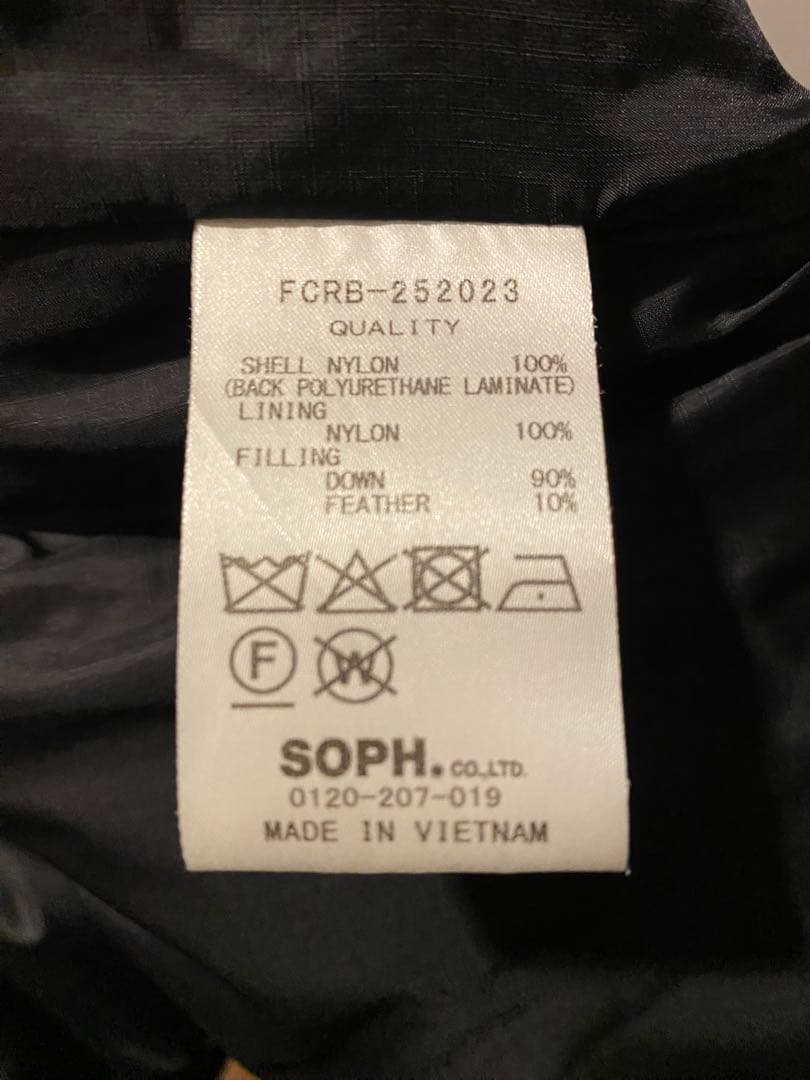 FCRB-252023
QUALITY
SHELL NYLON 100%
(BACK POLYURETHANE LAMINATE)
LINING
NYLON 100%
FILLING
DOWN 90%
FEATHER 10%
F W
SOPH. CO.,LTD.
0120-207-019
MADE IN VIETNAM